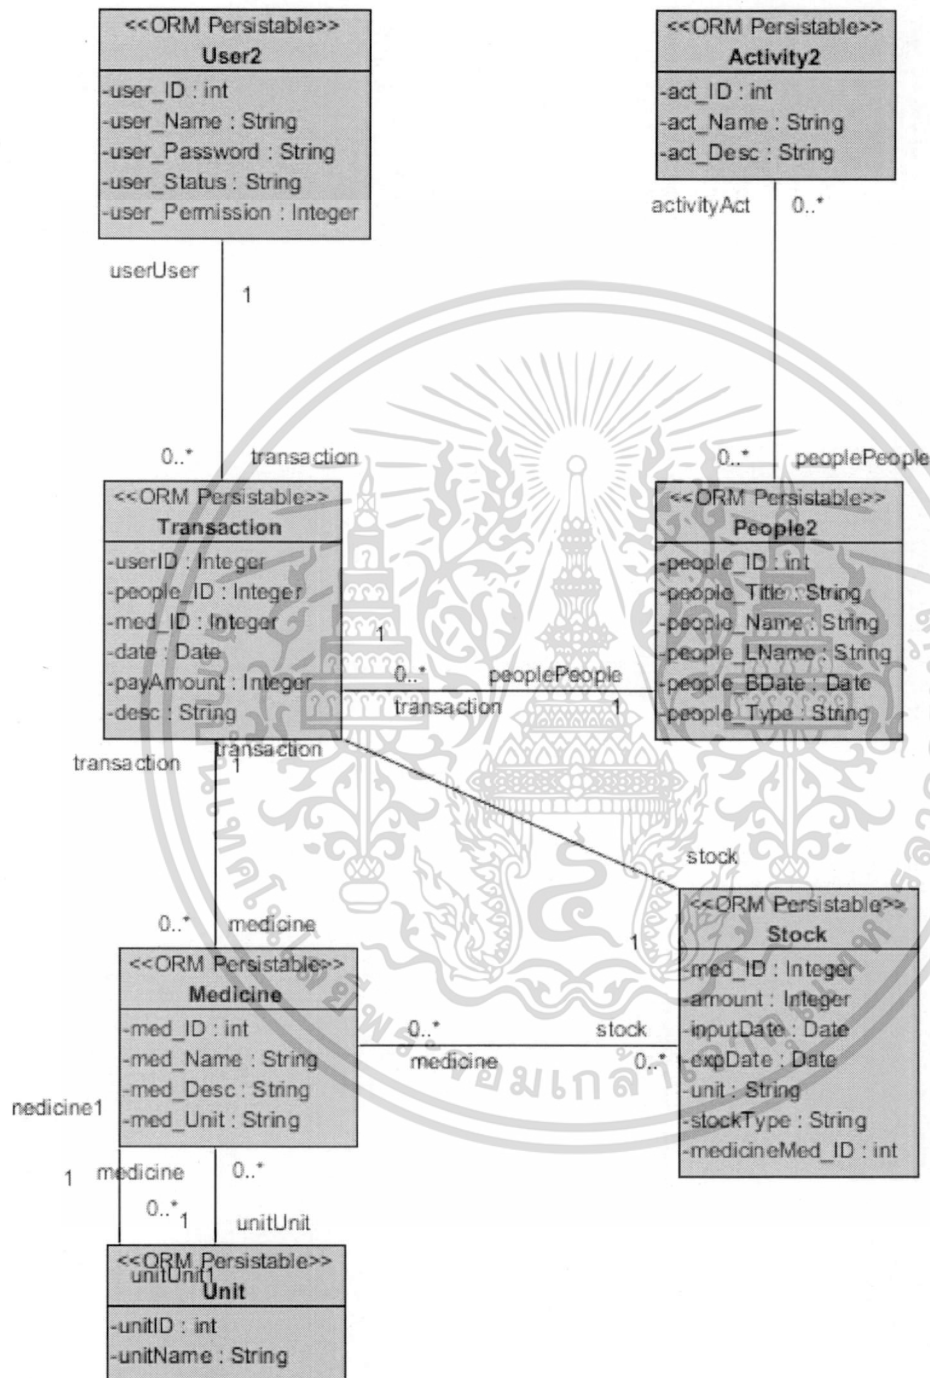 <<ORM Persistable>>
User2
-user_ID : int
-user_Name : String
-user_Password : String
-user_Status : String
-user_Permission : Integer
<<ORM Persistable>>
Activity2
-act_ID : int
-act_Name : String
-act_Desc : String
userUser
1
activityAct
0..*
0..*
transaction
0..*
peoplePeople
<<ORM Persistable>>
Transaction
-userID : Integer
-people_ID : Integer
-med_ID : Integer
-date : Date
-payAmount : Integer
-desc : String
1
0..*
peoplePeople
transaction
1
<<ORM Persistable>>
People2
-people_ID : int
-people_Title : String
-people_Name : String
-people_LName : String
-people_BDate : Date
-people_Type : String
transaction
transaction
1
stock
1
0..*
medicine
<<ORM Persistable>>
Medicine
-med_ID : int
-med_Name : String
-med_Desc : String
-med_Unit : String
0..*
stock
medicine
0..*
<<ORM Persistable>>
Stock
-med_ID : Integer
-amount : Integer
-inputDate : Date
-expDate : Date
-unit : String
-stockType : String
-medicineMed_ID : int
nedicine1
1
medicine
0..*
0..*
1
unitUnit
<<ORM Persistable>>
unitUnit1
Unit
-unitID : int
-unitName : String